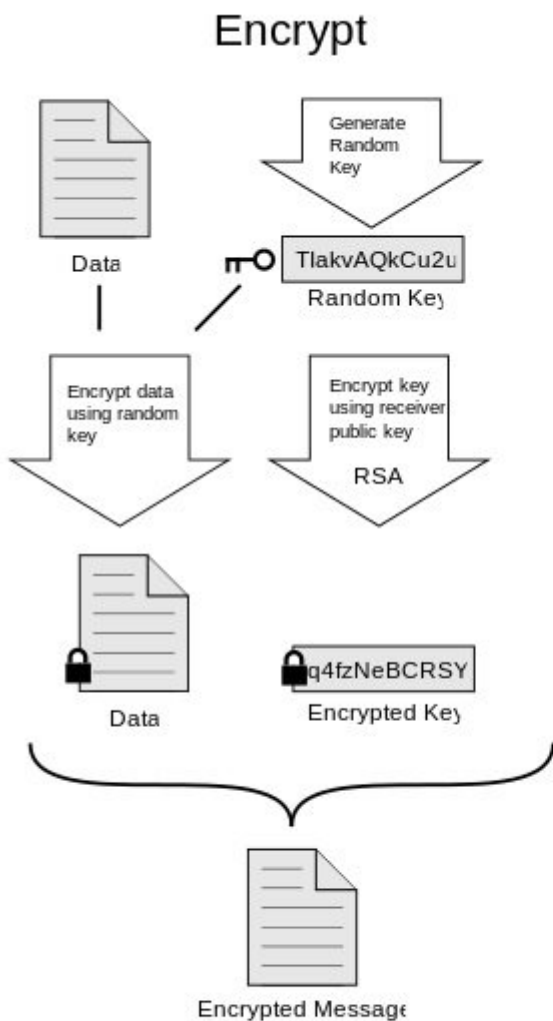 Encrypt
Generate
Random
Key
Data
TIakvAQkCu2u
Random Key
Encrypt data
using random
key
Encrypt key
using receiver
public key
RSA
q4fzNeBCRSY
Data
Encrypted Key
Encrypted Message